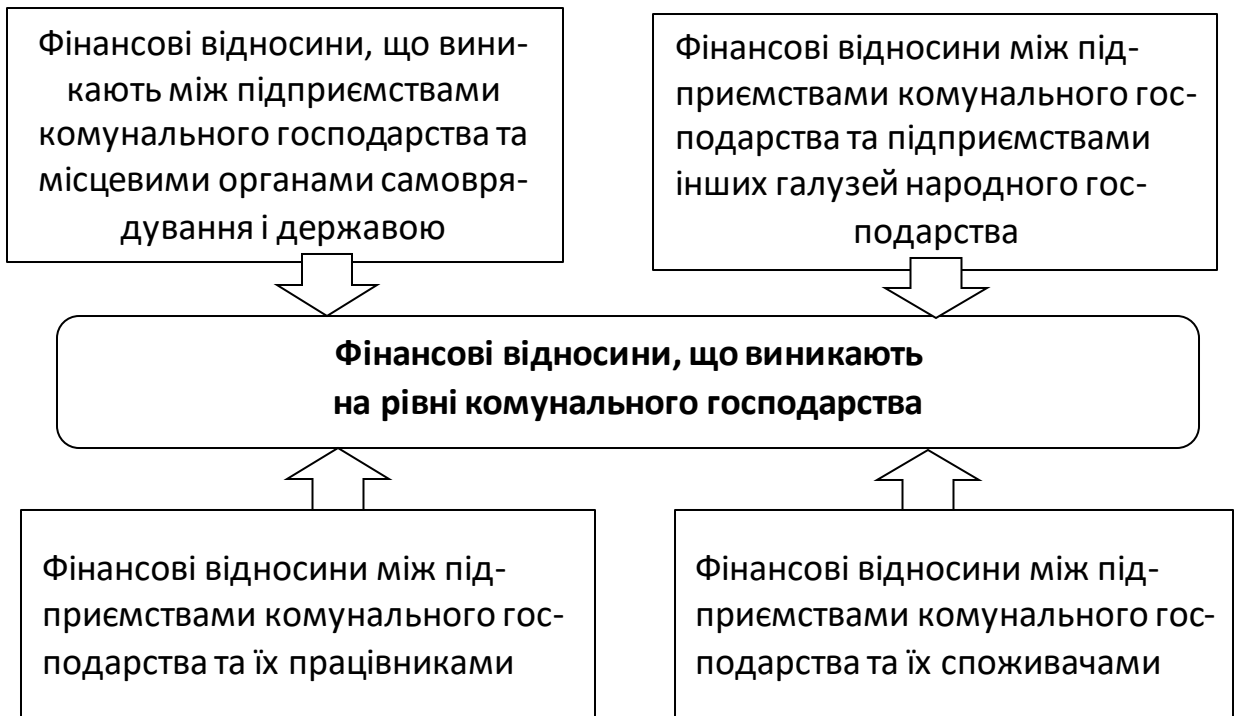 Фінансові відносини, що вини-
кають між підприємствами
комунального господарства та
місцевими органами самовря-
дування і державою
Фінансові відносини між під-
приємствами комунального гос-
подарства та підприємствами
інших галузей народного гос-
подарства
Фінансові відносини, що виникають
на рівні комунального господарства
Фінансові відносини між під-
приємствами комунального гос-
подарства та їх працівниками
Фінансові відносини між під-
приємствами комунального гос-
подарства та їх споживачами